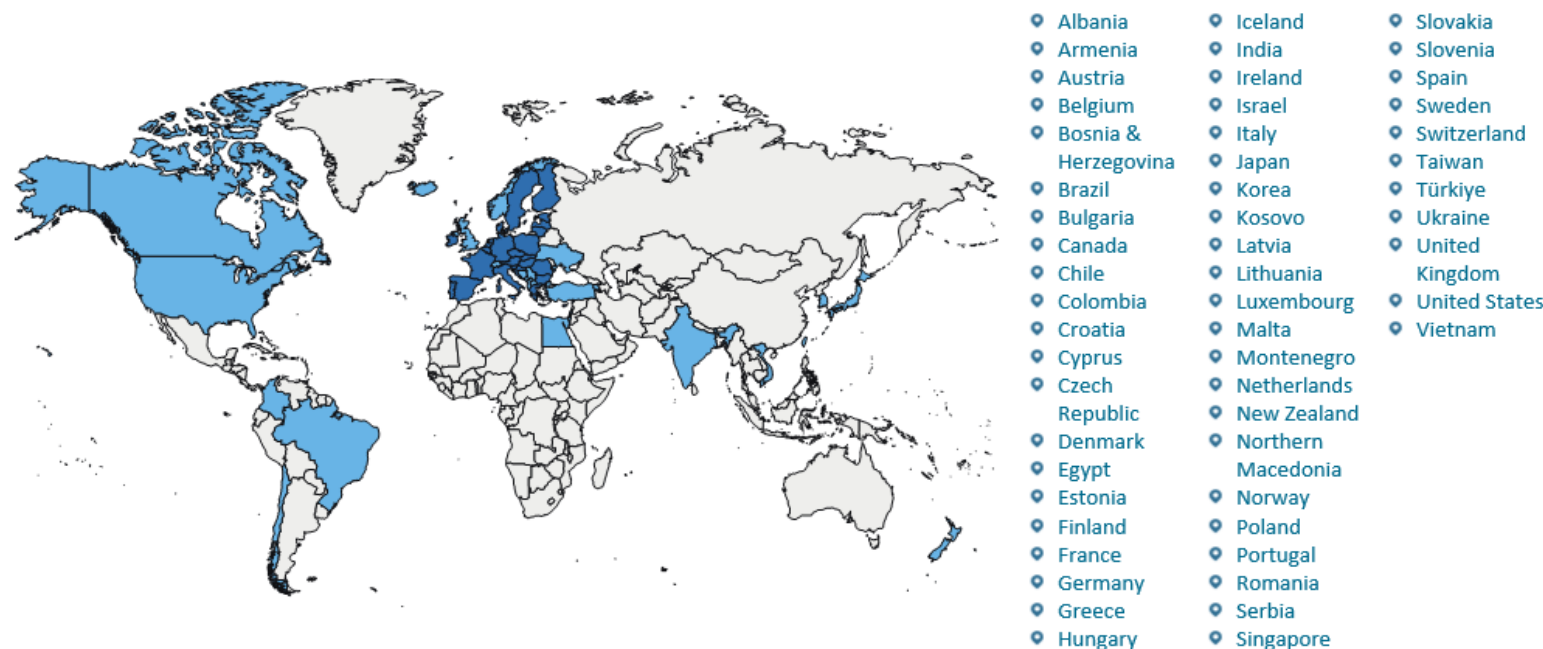 Albania
Armenia
Austria
Belgium
Bosnia &
Herzegovina
Brazil
Bulgaria
Canada
Chile
Colombia
Croatia
Cyprus
Czech
Republic
Denmark
Egypt
Estonia
Finland
France
Germany
Greece
Hungary
Iceland
India
Ireland
Israel
Italy
Japan
Korea
Kosovo
Latvia
Lithuania
Luxembourg
Malta
Montenegro
Netherlands
New Zealand
Northern
Macedonia
Norway
Poland
Portugal
Romania
Serbia
Singapore
Slovakia
Slovenia
Spain
Sweden
Switzerland
Taiwan
Türkiye
Ukraine
United
Kingdom
United States
Vietnam